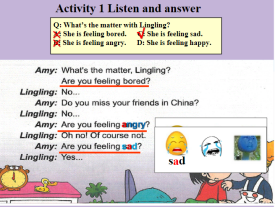 Activity 1 Listen and answer
Q: What's the matter with Lingling?
A: She is feeling bored. C: She is feeling sad.
B: She is feeling angry. D: She is feeling happy.
Amy: What's the matter, Lingling?
Are you feeling bored?
Lingling: No...
Amy: Do you miss your friends in China?
Lingling: No...
Amy: Are you feeling angry?
Lingling: Oh no! Of course not.
Amy: Are you feeling sad?
Lingling: Yes...
sad